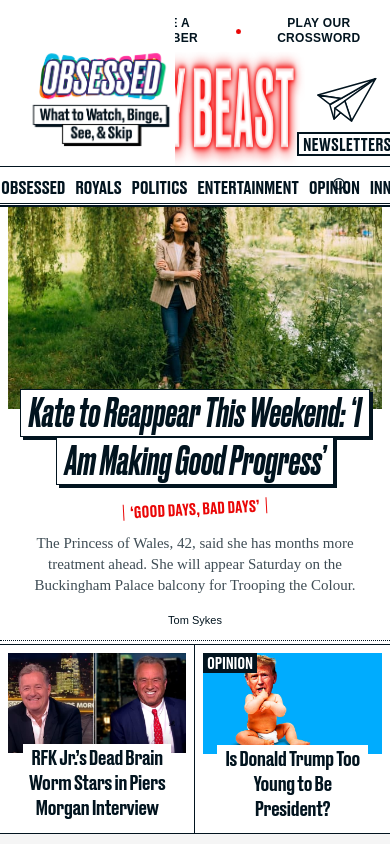 E A
BER
PLAY OUR
CROSSWORD
OBSESSED
What to Watch, Binge,
See, & Skip
Y BEAST
NEWSLETTERS
OBSESSED ROYALS POLITICS ENTERTAINMENT OPINION INN
Kate to Reappear This Weekend: ‘I
Am Making Good Progress’
‘GOOD DAYS, BAD DAYS’
The Princess of Wales, 42, said she has months more
treatment ahead. She will appear Saturday on the
Buckingham Palace balcony for Trooping the Colour.
Tom Sykes
RFK Jr.’s Dead Brain
Worm Stars in Piers
Morgan Interview
OPINION
Is Donald Trump Too
Young to Be
President?